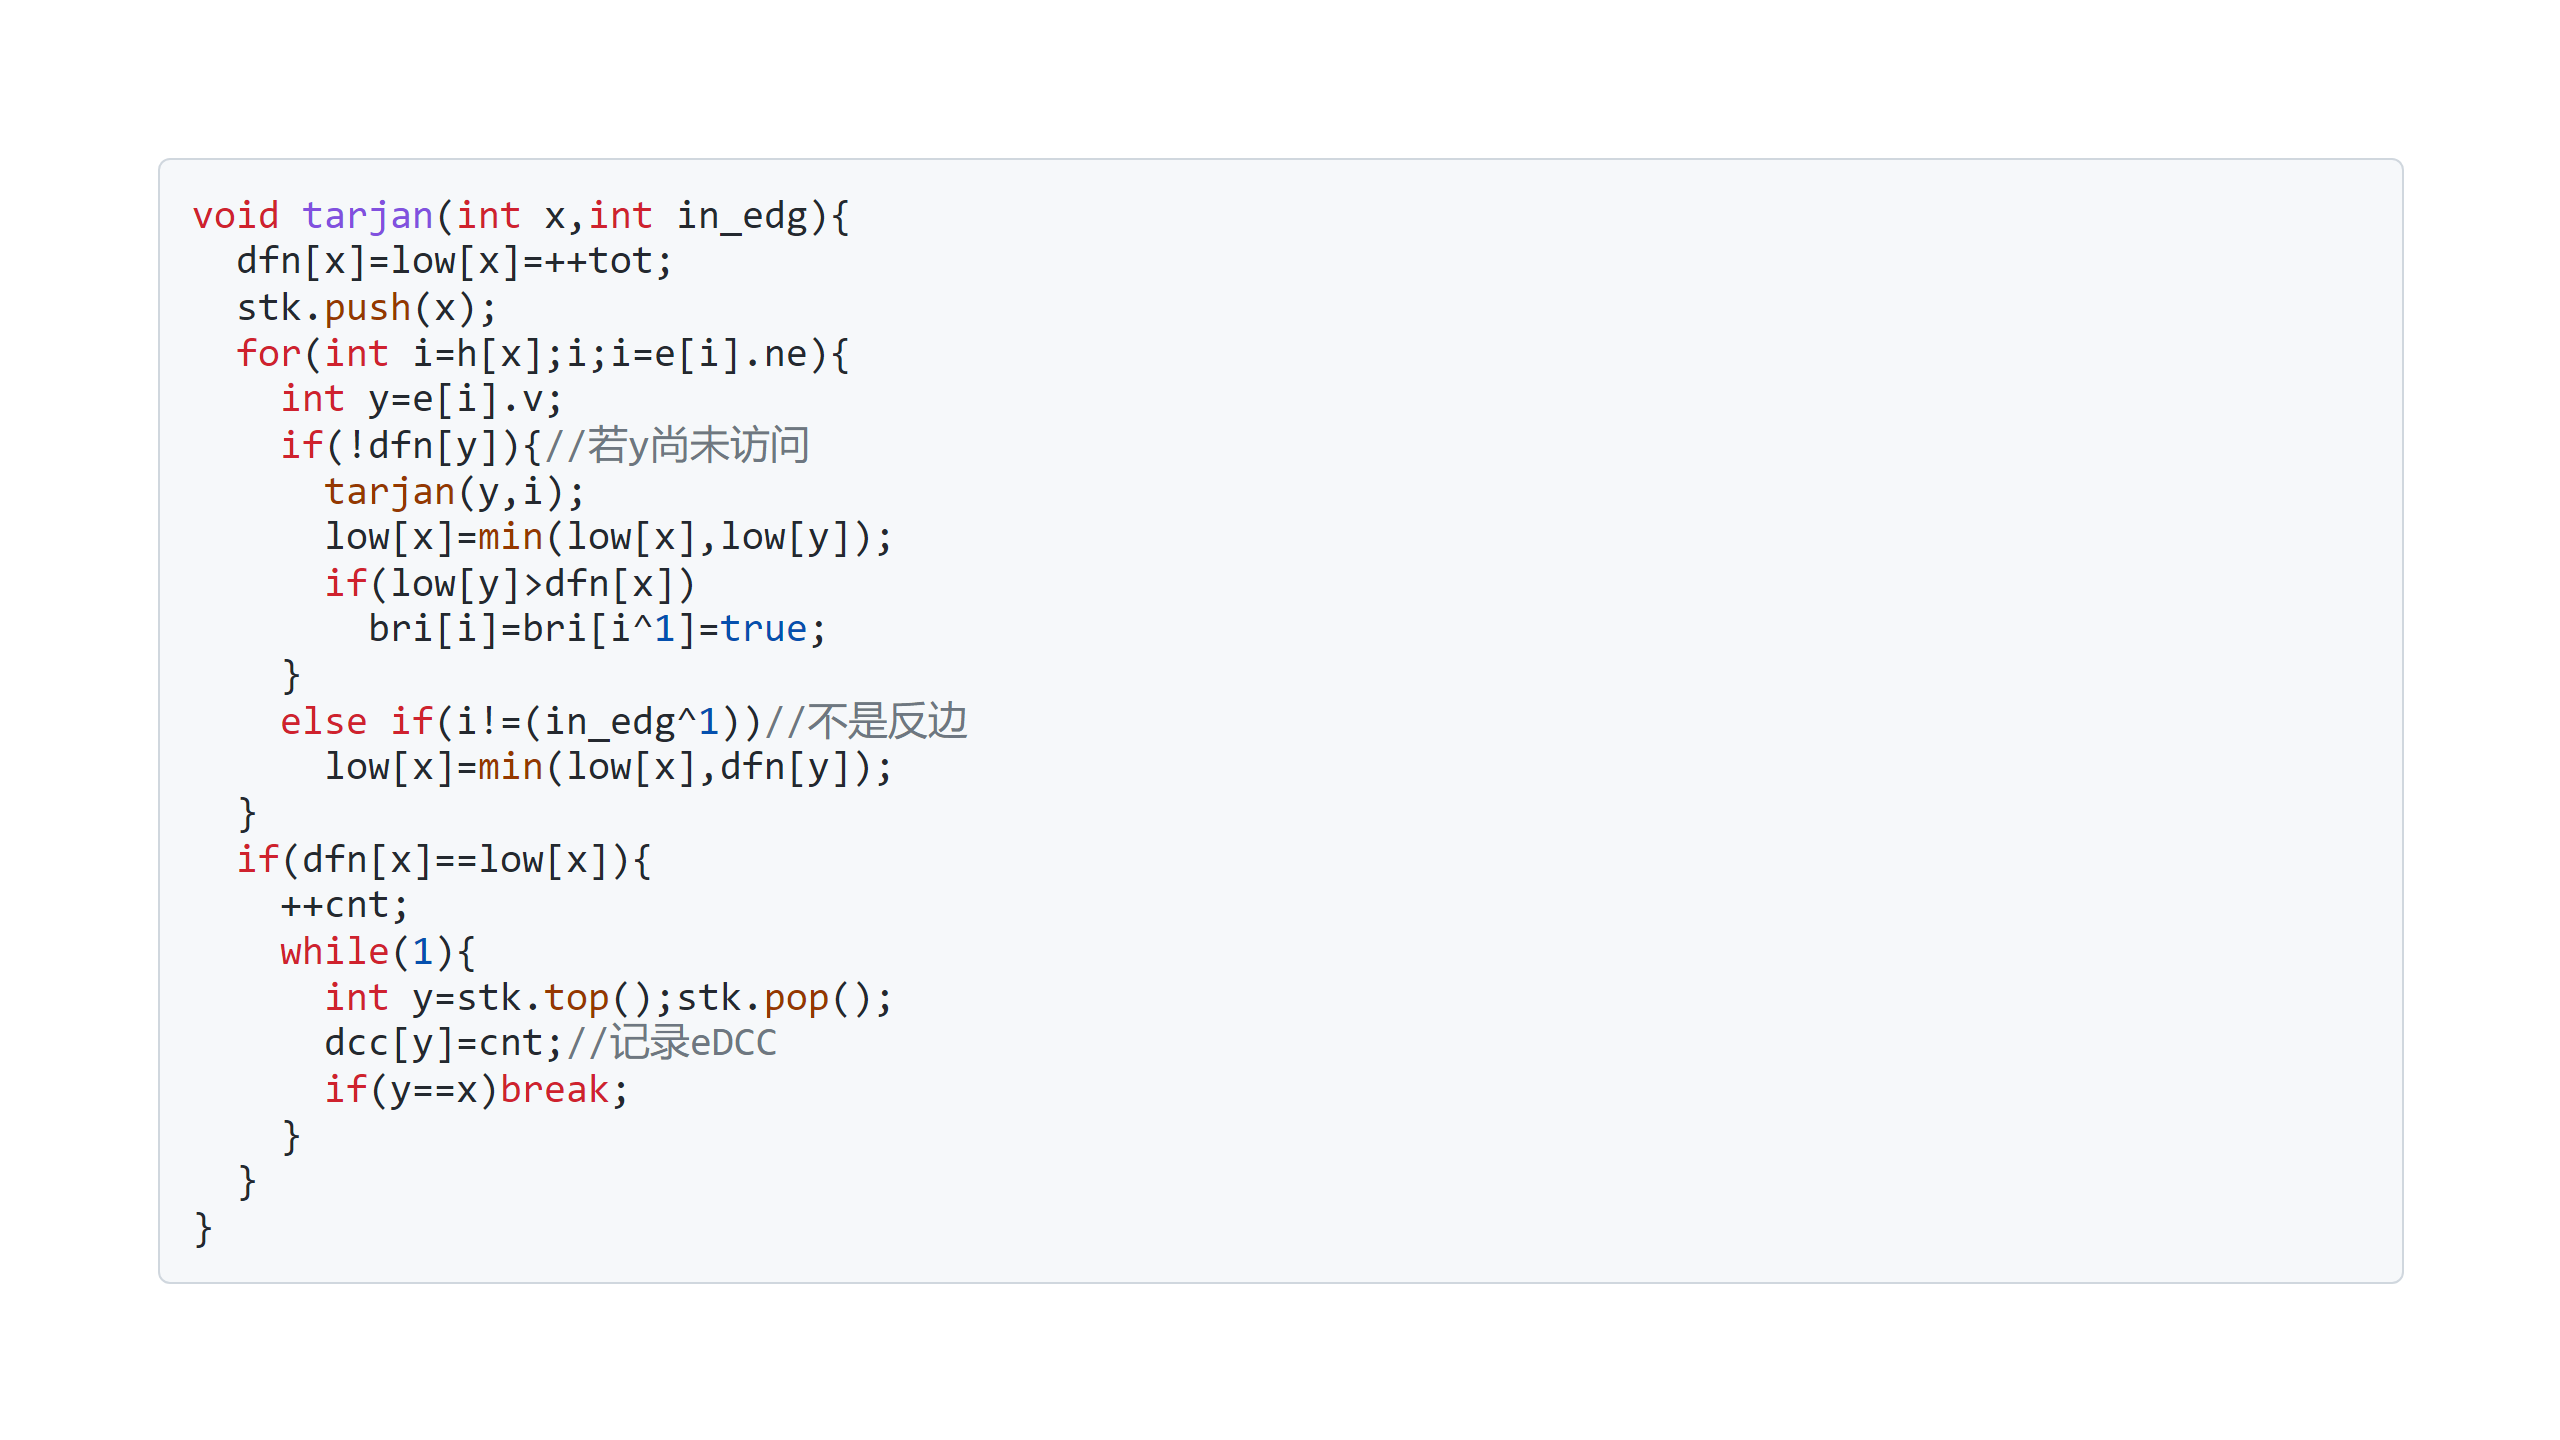 void tarjan(int x,int in_edg){
  dfn[x]=low[x]=++tot;
  stk.push(x);
  for(int i=h[x];i;i=e[i].ne){
    int y=e[i].v;
    if(!dfn[y]){//若y尚未访问
      tarjan(y,i);
      low[x]=min(low[x],low[y]);
      if(low[y]>dfn[x])
        bri[i]=bri[i^1]=true;
    }
    else if(i!=(in_edg^1))//不是反边
      low[x]=min(low[x],dfn[y]);
  }
  if(dfn[x]==low[x]){
    ++cnt;
    while(1){
      int y=stk.top();stk.pop();
      dcc[y]=cnt;//记录eDCC
      if(y==x)break;
    }
  }
}